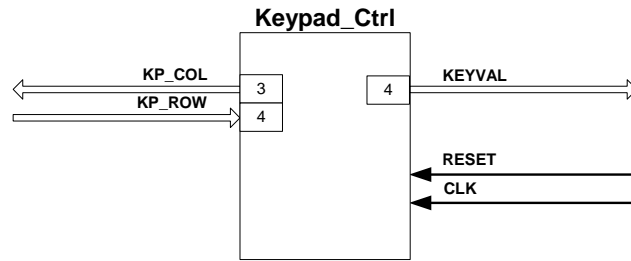 Keypad_Ctrl
KP_COL
3
4
KEYVAL
KP_ROW
4
RESET
CLK